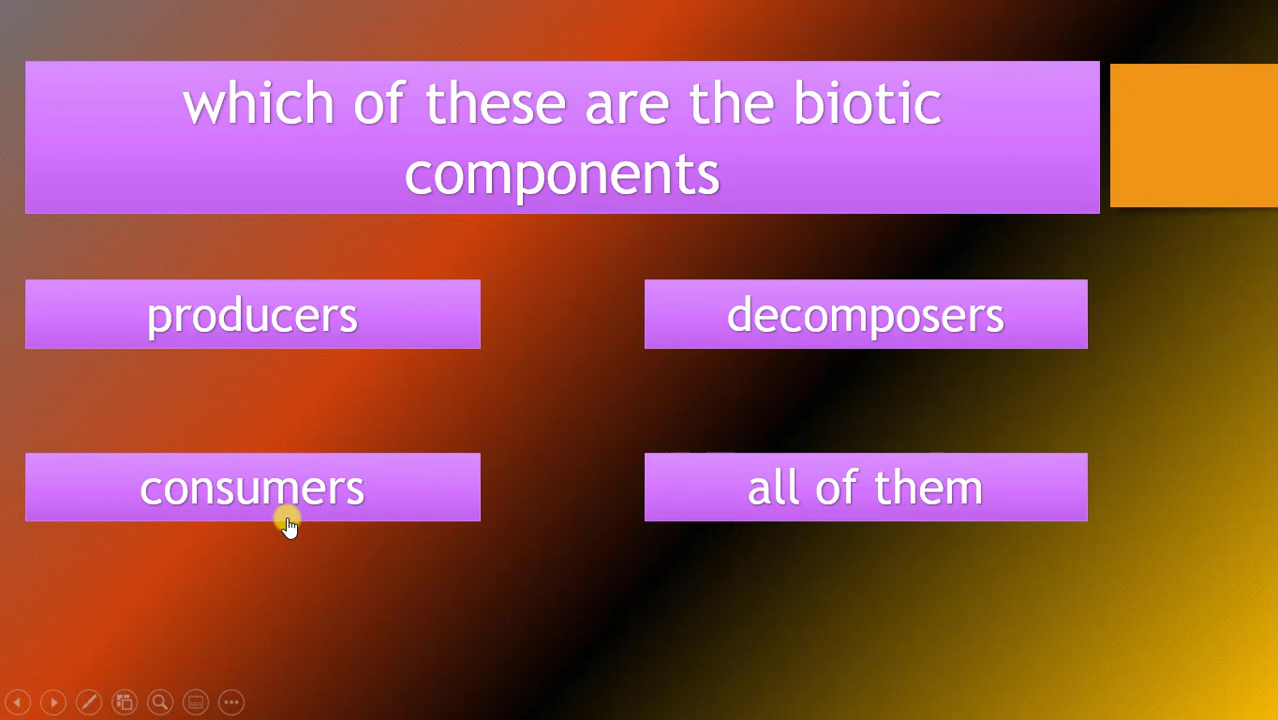 which of these are the biotic
components
producers
decomposers
consumers
all of them